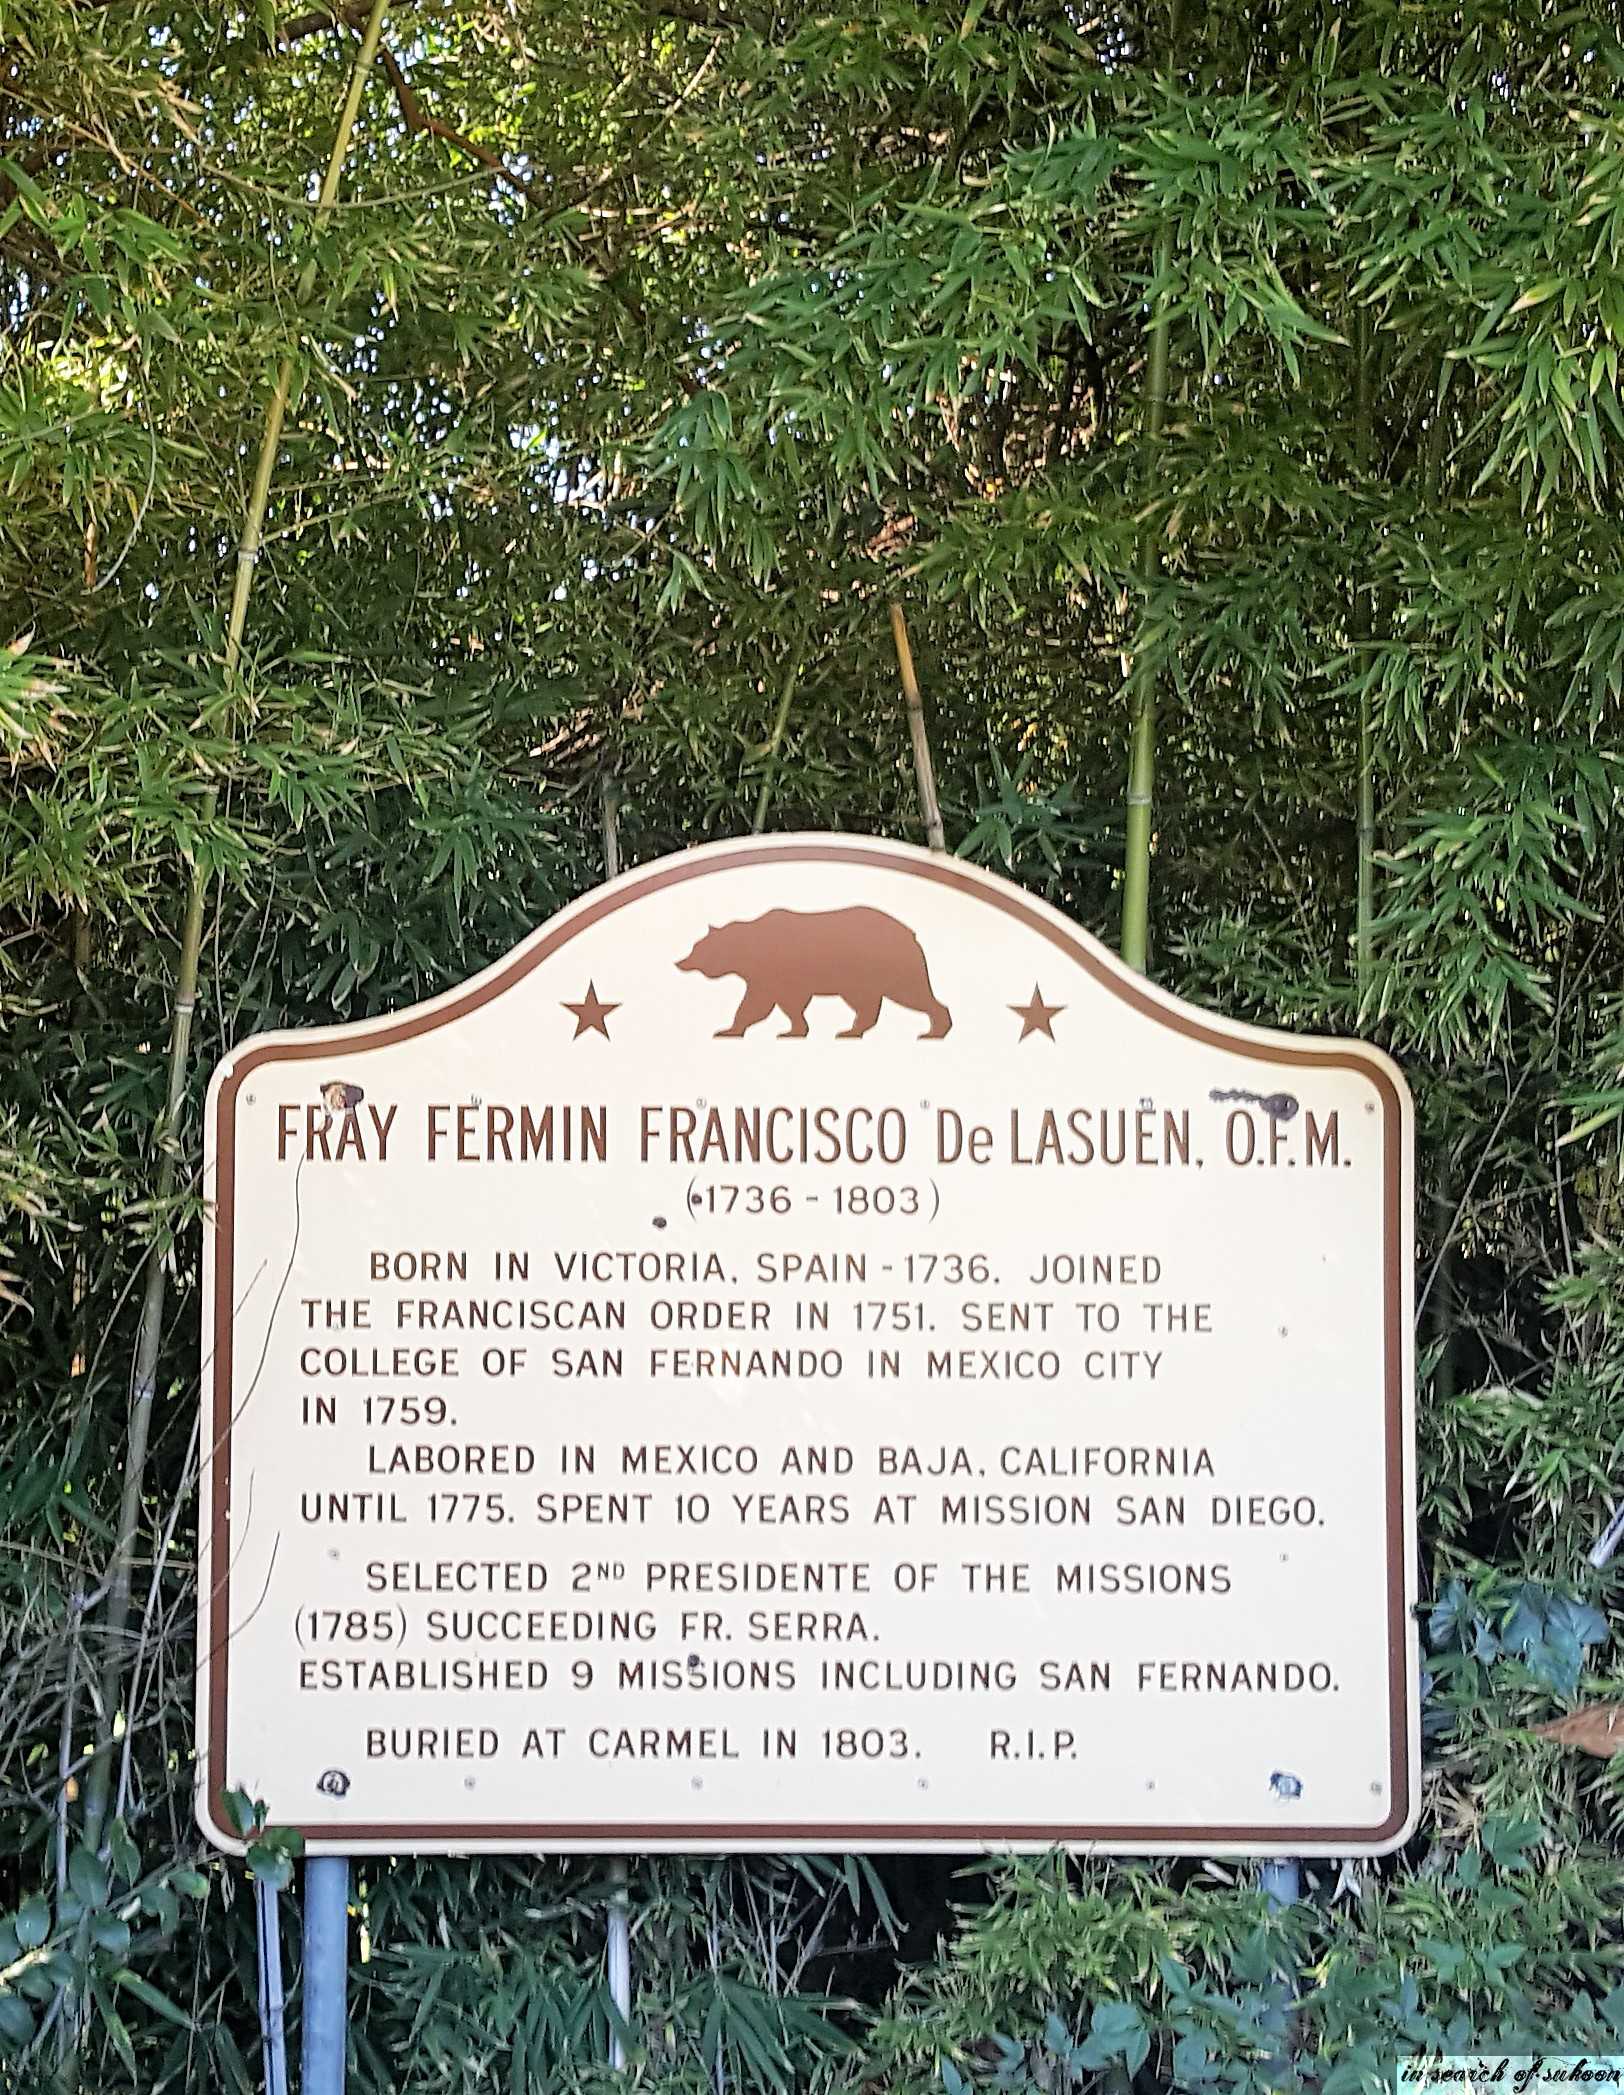 FRAY FERMIN FRANCISCO De LASUÉN, O.F.M.
(1736 - 1803)
BORN IN VICTORIA, SPAIN - 1736. JOINED
THE FRANCISCAN ORDER IN 1751. SENT TO THE
COLLEGE OF SAN FERNANDO IN MEXICO CITY
IN 1759.
LABORED IN MEXICO AND BAJA, CALIFORNIA
UNTIL 1775. SPENT 10 YEARS AT MISSION SAN DIEGO.
SELECTED 2ND PRESIDENTE OF THE MISSIONS
(1785) SUCCEEDING FR. SERRA.
ESTABLISHED 9 MISSIONS INCLUDING SAN FERNANDO.
BURIED AT CARMEL IN 1803. R.I.P.
in search of sukoon